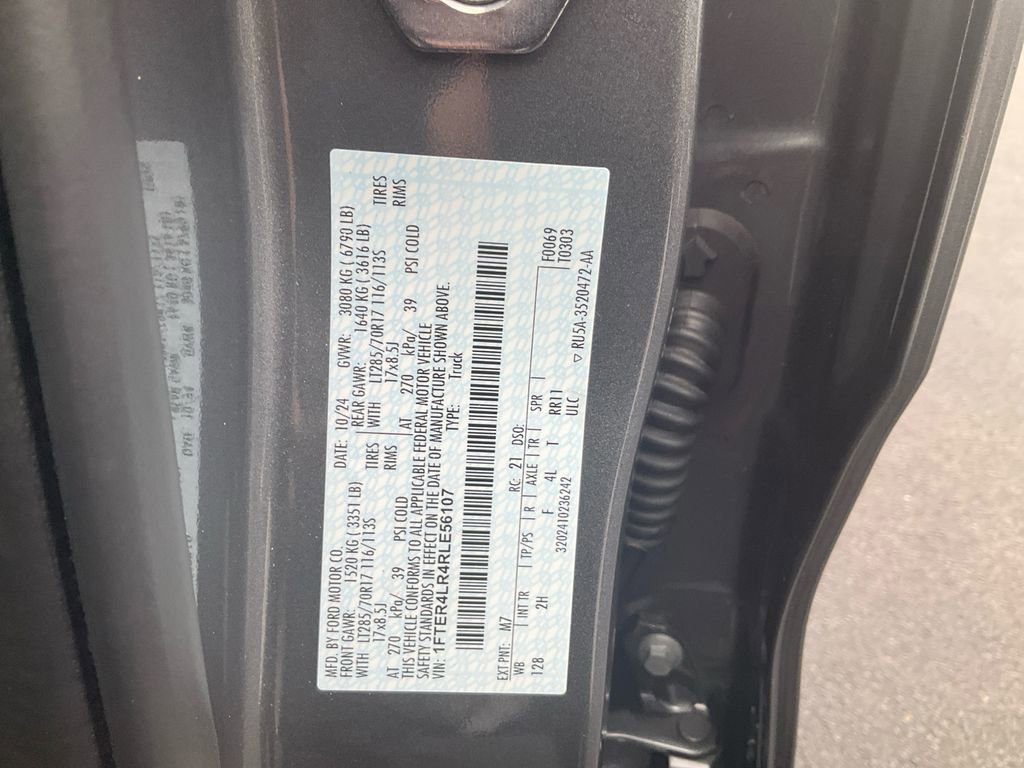 MFD. BY FORD MOTOR CO. DATE: 10/24 GVWR: 3080 KG ( 6790 LB)
FRONT GAWR: 1520 KG ( 3351 LB) REAR GAWR: 1640 KG ( 3616 LB)
WITH LT285/70R17 116/113S TIRES WITH LT285/70R17 116/113S TIRES
17x8.5J RIMS 17x8.5J RIMS
AT 270 kPa/ 39 PSI COLD AT 270 kPa/ 39 PSI COLD
THIS VEHICLE CONFORMS TO ALL APPLICABLE FEDERAL MOTOR VEHICLE
SAFETY STANDARDS IN EFFECT ON THE DATE OF MANUFACTURE SHOWN ABOVE.
VIN: 1FTER4LR4RLE56107 TYPE: Truck
EXT PNT: M7 RC: 21 DSO: F0069
WB INT TR TP/PS R AXLE TR SPR T0303
128 2H F 4L T RR11
ULC
3202410236242 ▽ RU5A-3520472-AA